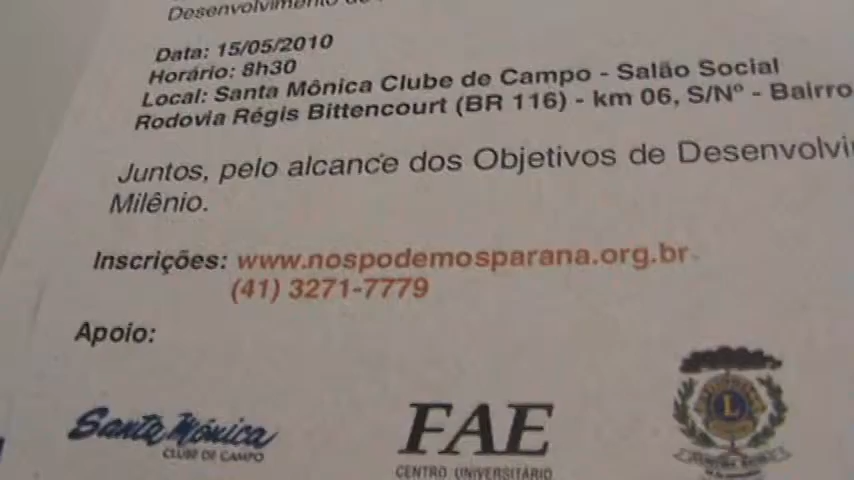 Desenvolvimento
Data: 15/05/2010
Horário: 8h30
Local: Santa Mônica Clube de Campo - Salão Social
Rodovia Régis Bittencourt (BR 116) - km 06, S/Nº - Bairro
Juntos, pelo alcance dos Objetivos de Desenvolvi
Milênio.
Inscrições: www.nospodemosparana.org.br
(41) 3271-7779
Apoio:
Santa Mônica
CLUBE DE CAMPO
FAE
CENTRO UNIVERSITÁRIO
L